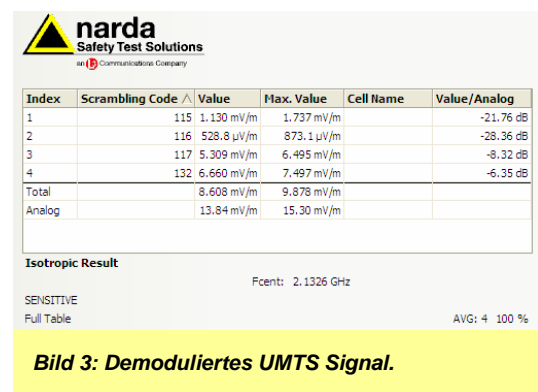 narda
Safety Test Solutions
an Communications Company
Index Scrambling Code Value Max. Value Cell Name Value/Analog
1 115 1.130 mV/m 1.737 mV/m -21.76 dB
2 116 528.8 µV/m 873.1 µV/m -28.36 dB
3 117 5.309 mV/m 6.495 mV/m -8.32 dB
4 132 6.660 mV/m 7.497 mV/m -6.35 dB
Total 8.608 mV/m 9.878 mV/m
Analog 13.84 mV/m 15.30 mV/m
Isotropic Result
Fcent: 2.1326 GHz
SENSITIVE
Full Table AVG: 4 100 %
Bild 3: Demoduliertes UMTS Signal.